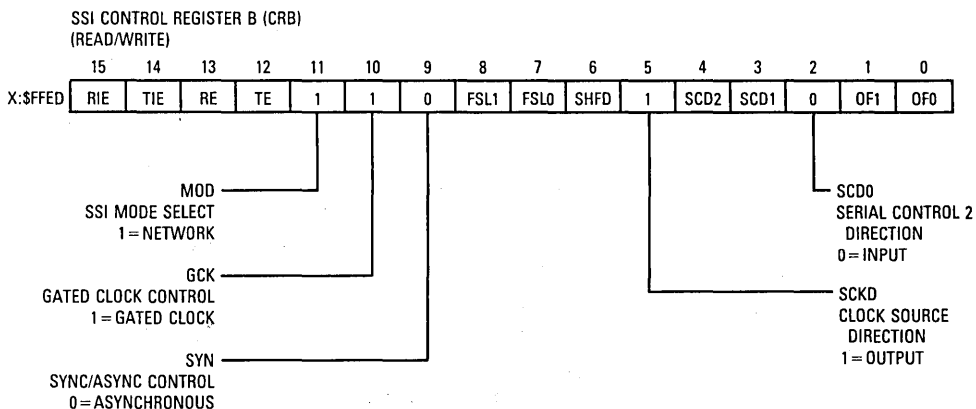 SSI CONTROL REGISTER B (CRB)
(READ/WRITE)
15 14 13 12 11 10 9 8 7 6 5 4 3 2 1 0
X:$FFED RIE TIE RE TE 1 1 0 FSL1 FSL0 SHFD 1 SCD2 SCD1 0 OF1 OF0
MOD
SSI MODE SELECT
1=NETWORK
GCK
GATED CLOCK CONTROL
1=GATED CLOCK
SYN
SYNC/ASYNC CONTROL
0=ASYNCHRONOUS
SCD0
SERIAL CONTROL 2
DIRECTION
0=INPUT
SCKD
CLOCK SOURCE
DIRECTION
1=OUTPUT